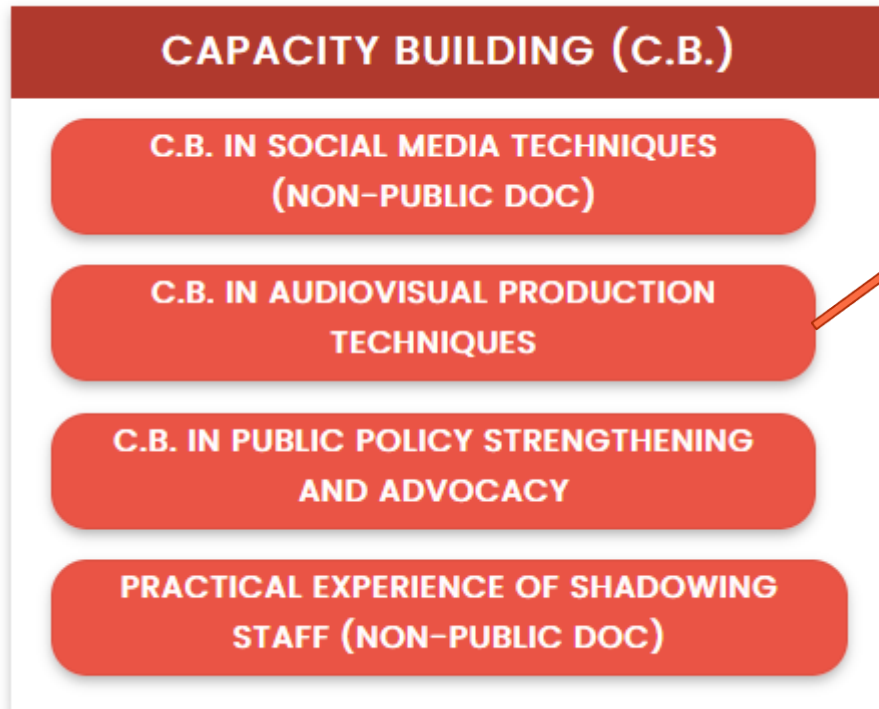 CAPACITY BUILDING (C.B.)
C.B. IN SOCIAL MEDIA TECHNIQUES
(NON-PUBLIC DOC)
C.B. IN AUDIOVISUAL PRODUCTION
TECHNIQUES
C.B. IN PUBLIC POLICY STRENGTHENING
AND ADVOCACY
PRACTICAL EXPERIENCE OF SHADOWING
STAFF (NON-PUBLIC DOC)